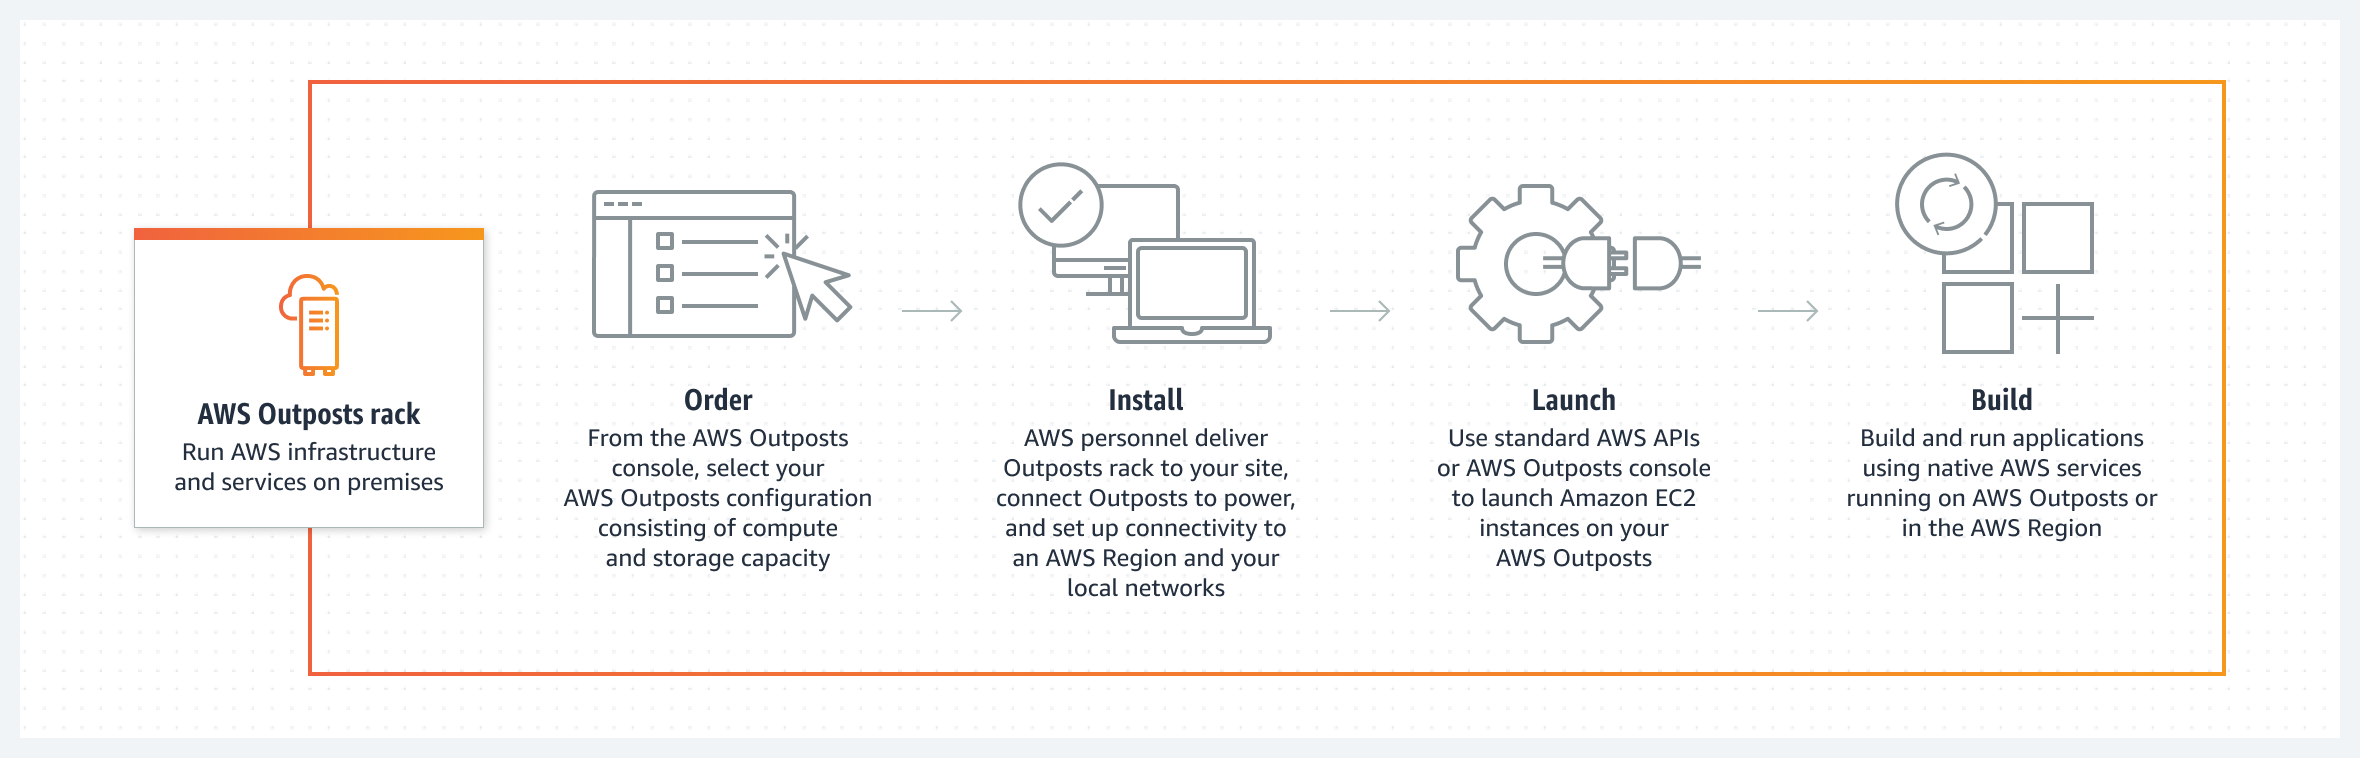 AWS Outposts rack
Run AWS infrastructure
and services on premises
Order
From the AWS Outposts
console, select your
AWS Outposts configuration
consisting of compute
and storage capacity
Install
AWS personnel deliver
Outposts rack to your site,
connect Outposts to power,
and set up connectivity to
an AWS Region and your
local networks
Launch
Use standard AWS APIs
or AWS Outposts console
to launch Amazon EC2
instances on your
AWS Outposts
Build
Build and run applications
using native AWS services
running on AWS Outposts or
in the AWS Region